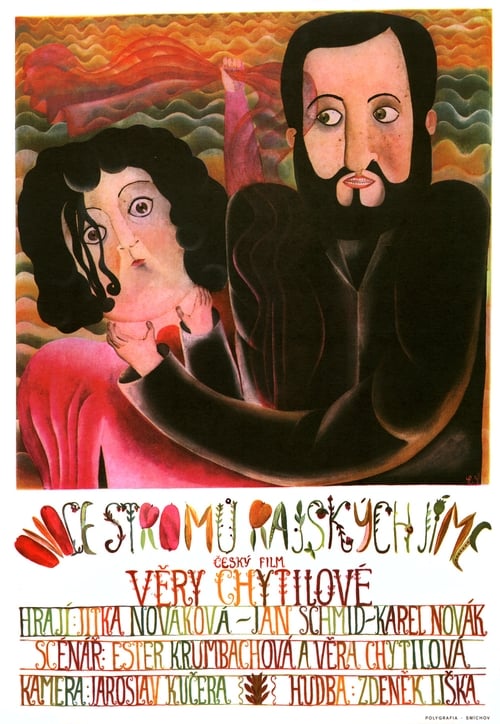 OVOCE STROMŮ RAJSKÝCH JÍME
ČESKÝ FILM
VĚRY CHYTILOVÉ
HRAJÍ: JITKA NOVÁKOVÁ – JAN SCHMID – KAREL NOVÁK
SCÉNÁŘ: ESTER KRUMBACHOVÁ A VĚRA CHYTILOVÁ
KAMERA: JAROSLAV KUČERA HUDBA: ZDENĚK LIŠKA
POLYGRAFIA - SMÍCHOV